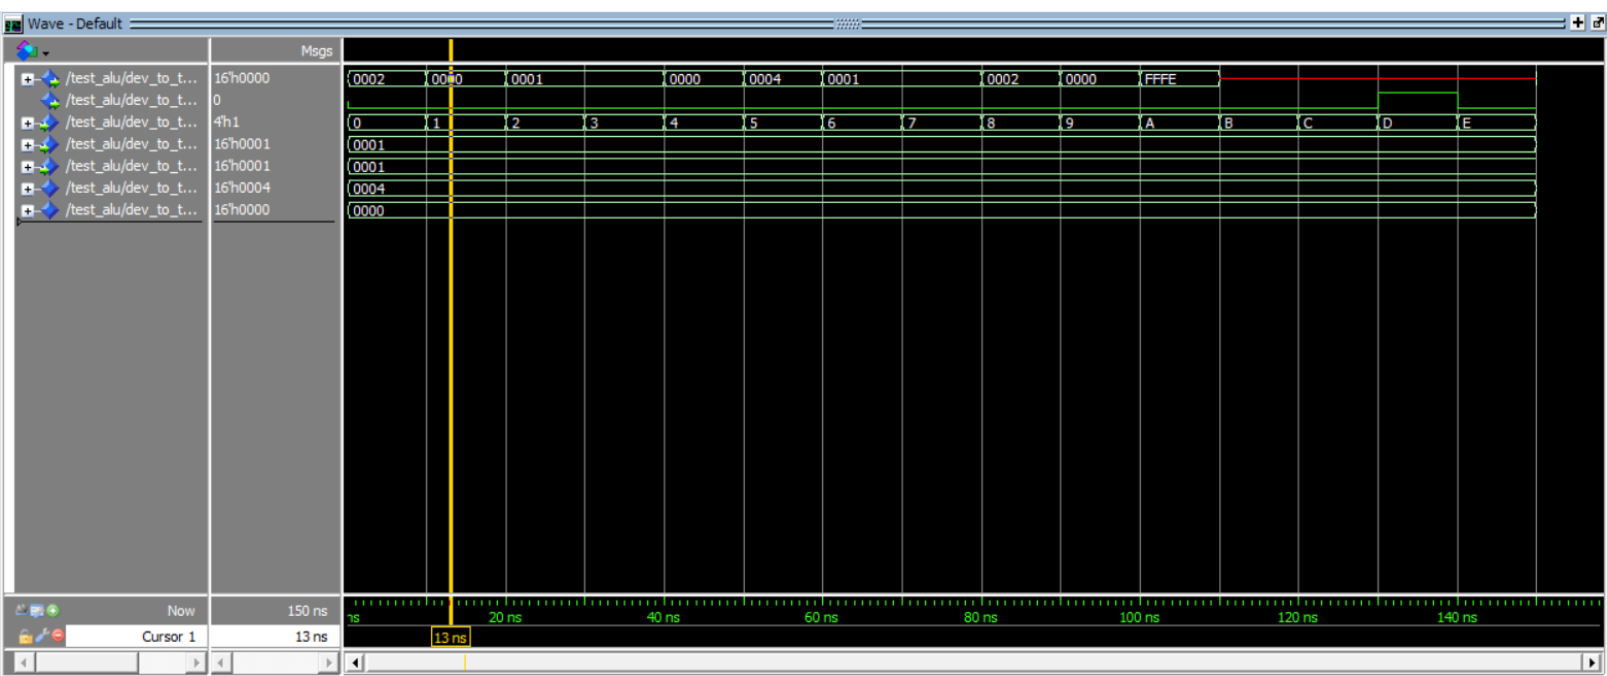 Wave - Default
Msgs
/test_alu/dev_to_t... 16'h0000 0002 0000 0001 0000 0004 0001 0002 0000 FFFE
/test_alu/dev_to_t... 0
/test_alu/dev_to_t... 4'h1 0 1 2 3 4 5 6 7 8 9 A B C D E
/test_alu/dev_to_t... 16'h0001 0001
/test_alu/dev_to_t... 16'h0001 0001
/test_alu/dev_to_t... 16'h0004 0004
/test_alu/dev_to_t... 16'h0000 0000
Now 150 ns ns 20 ns 40 ns 60 ns 80 ns 100 ns 120 ns 140 ns
Cursor 1 13 ns 13 ns